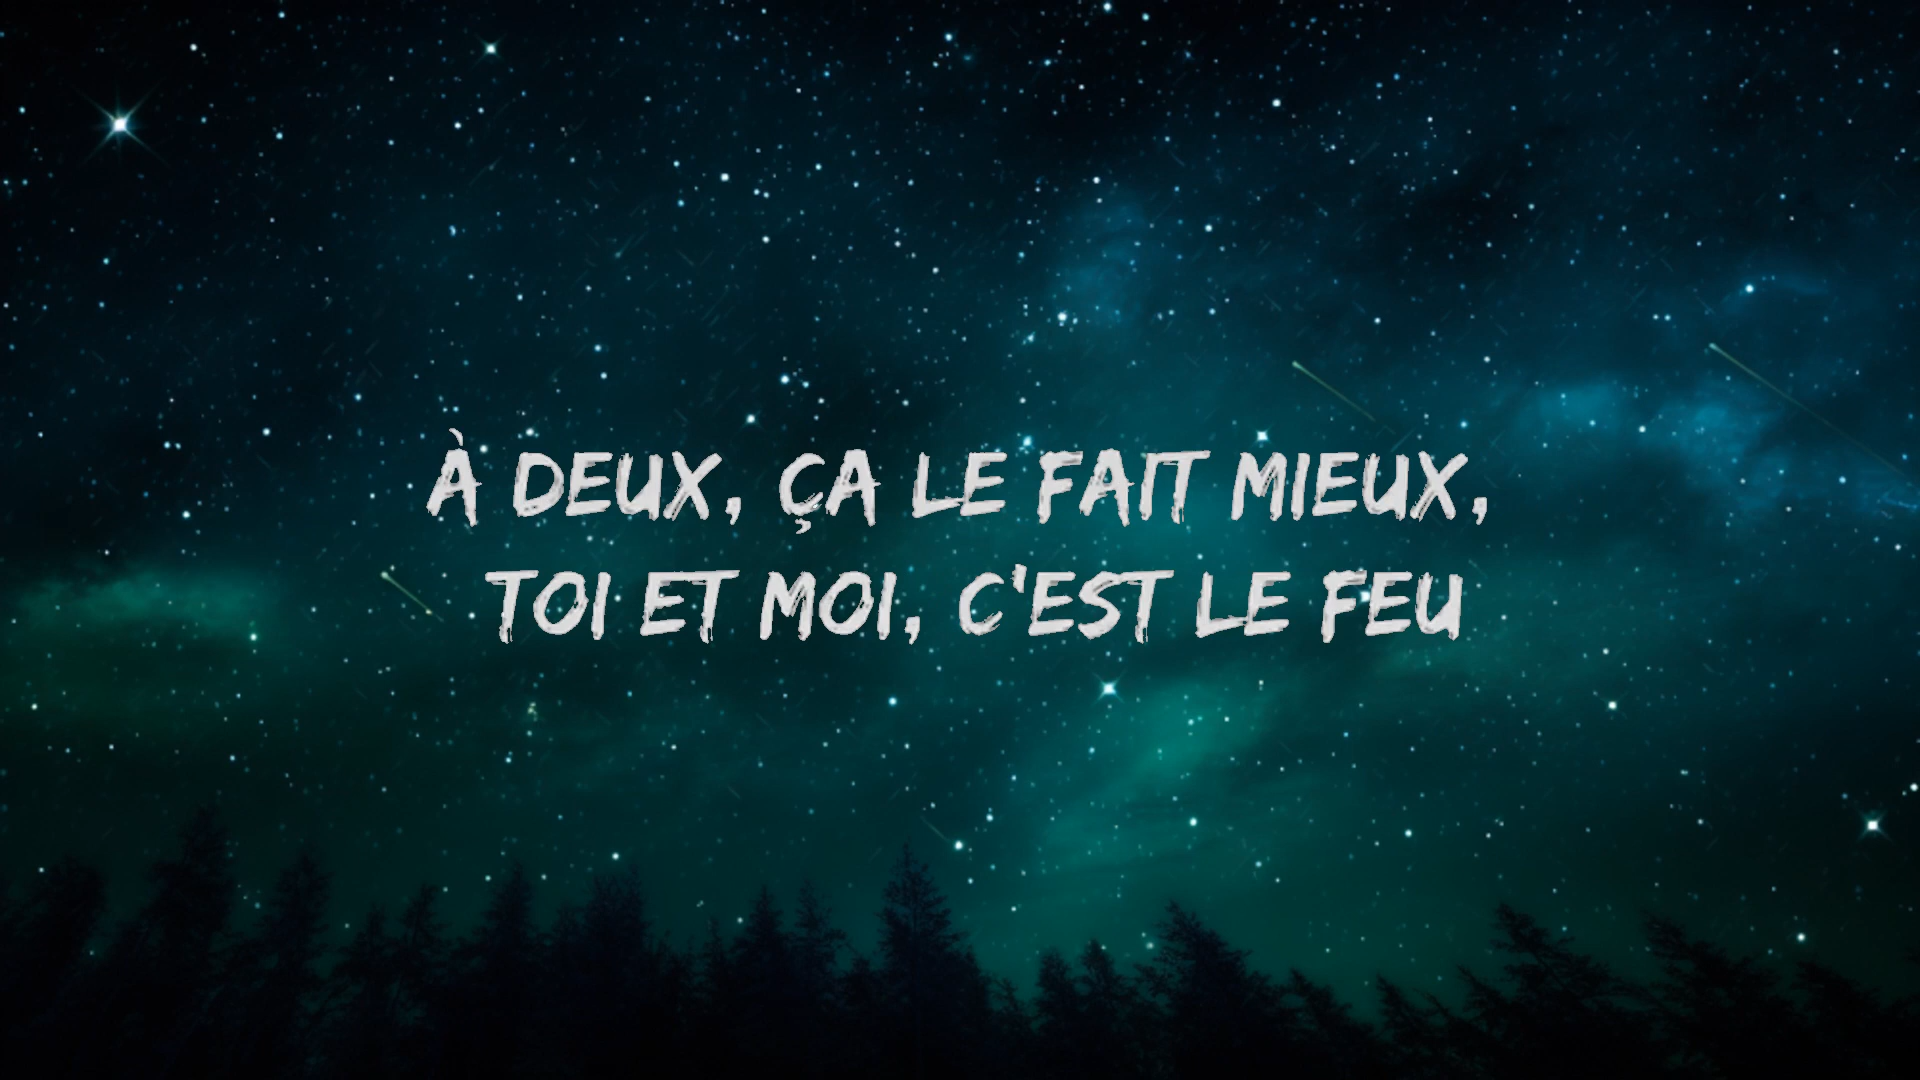 À DEUX, ÇA LE FAIT MIEUX,
TOI ET MOI, C'EST LE FEU